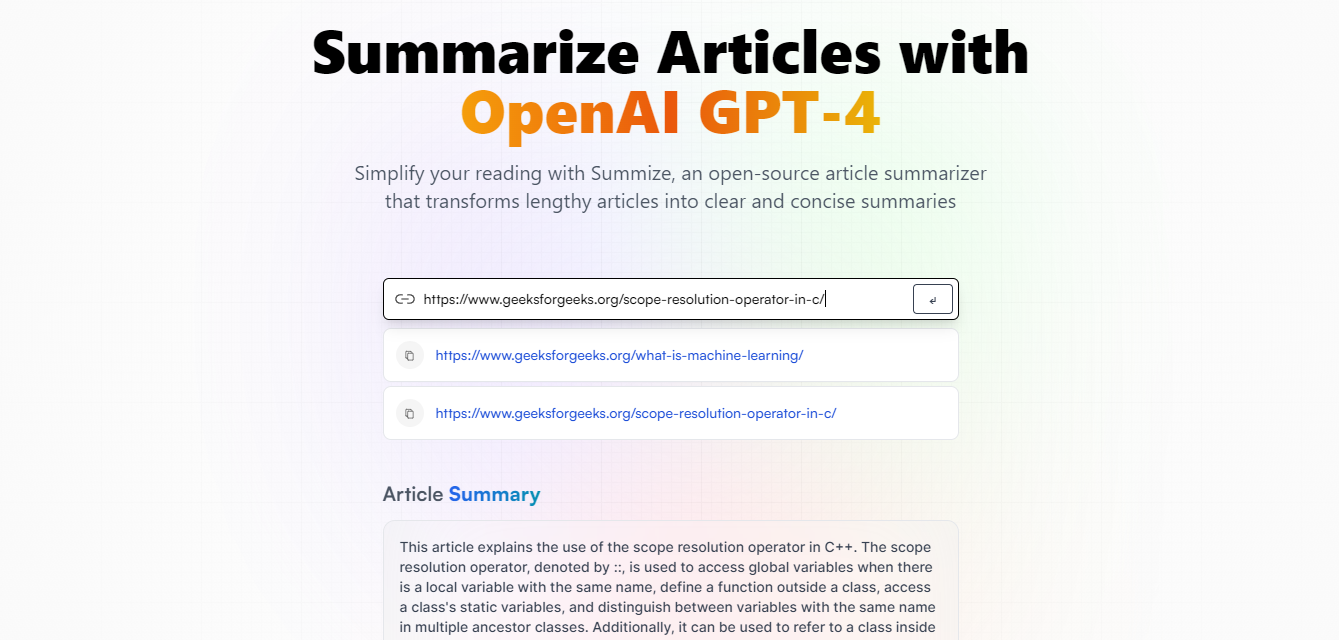 Summarize Articles with
OpenAI GPT-4
Simplify your reading with Summize, an open-source article summarizer
that transforms lengthy articles into clear and concise summaries
https://www.geeksforgeeks.org/scope-resolution-operator-in-c/
https://www.geeksforgeeks.org/what-is-machine-learning/
https://www.geeksforgeeks.org/scope-resolution-operator-in-c/
Article Summary
This article explains the use of the scope resolution operator in C++. The scope
resolution operator, denoted by ::, is used to access global variables when there
is a local variable with the same name, define a function outside a class, access
a class's static variables, and distinguish between variables with the same name
in multiple ancestor classes. Additionally, it can be used to refer to a class inside